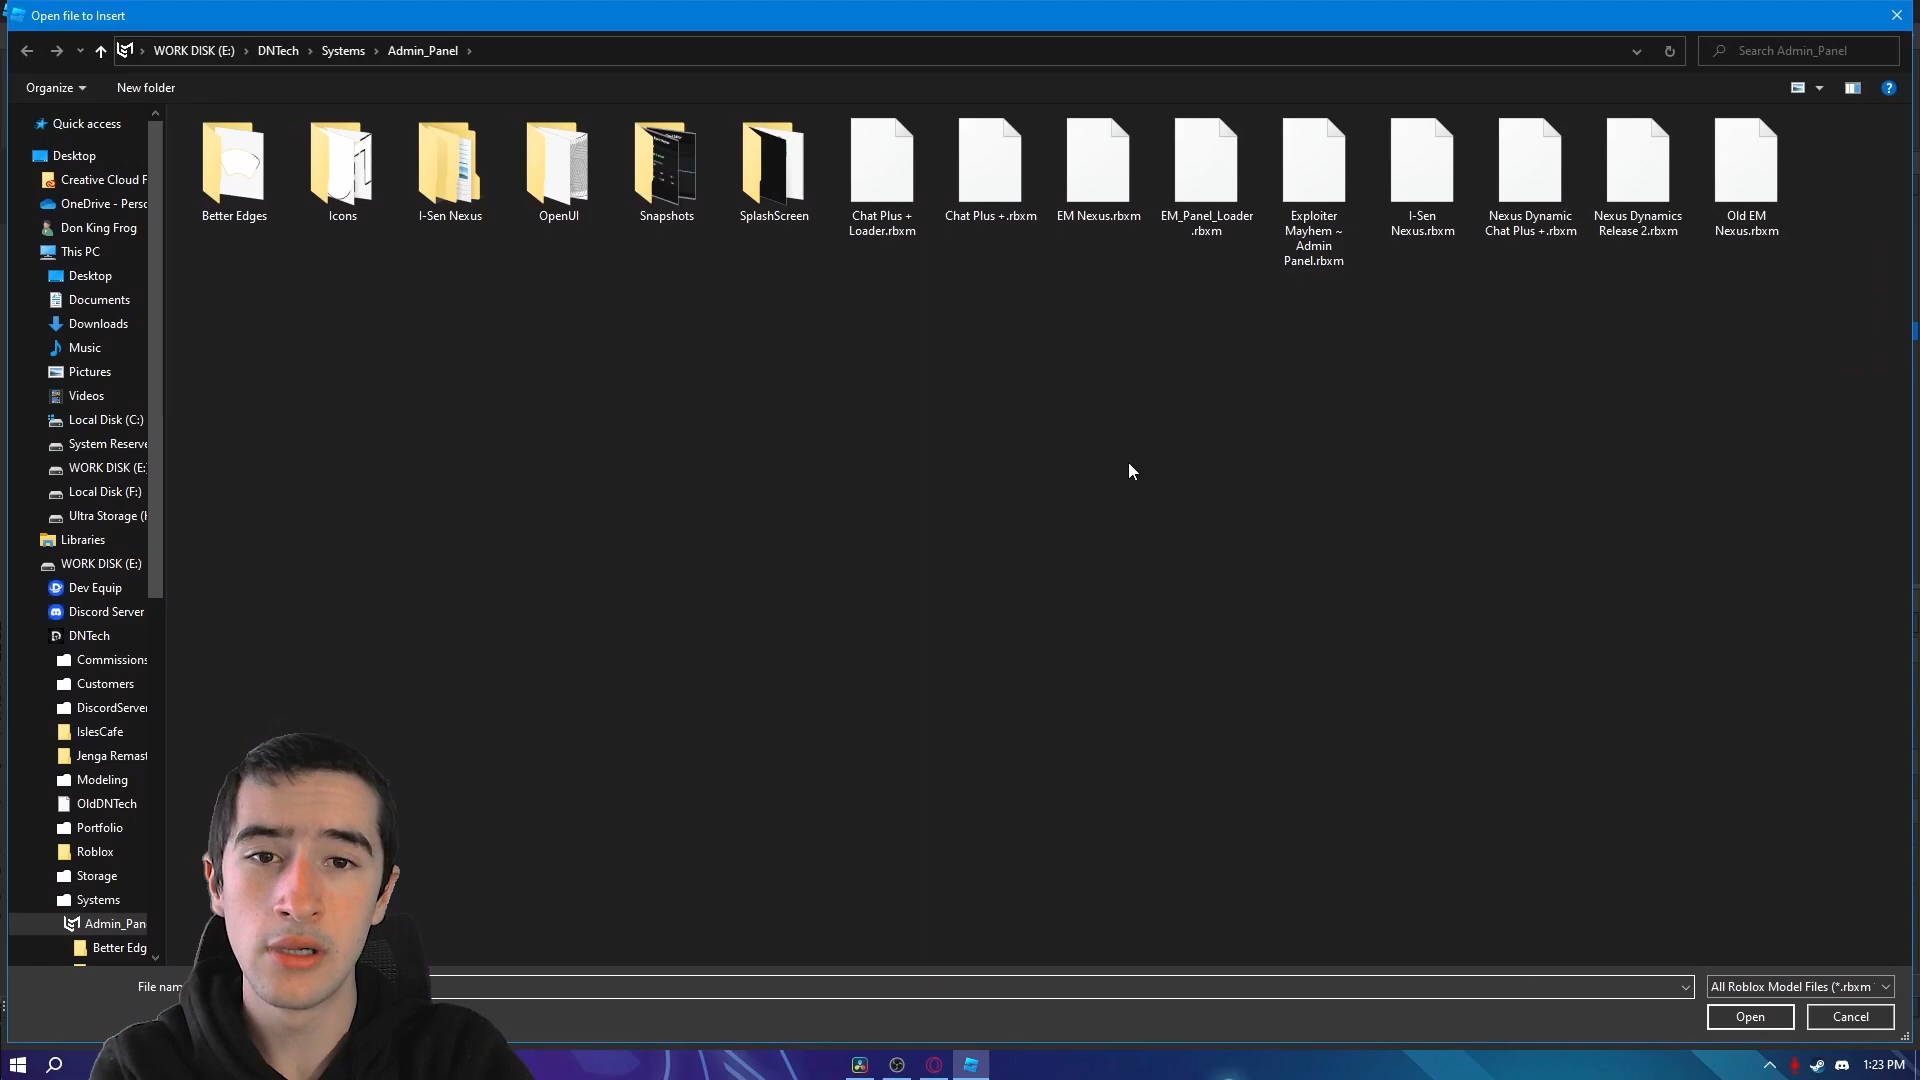 Open file to Insert
WORK DISK (E:) › DNTech › Systems › Admin_Panel ›
Search Admin_Panel
Organize
New folder
Quick access
Desktop
Creative Cloud F
OneDrive - Perso
Don King Frog
This PC
Desktop
Documents
Downloads
Music
Pictures
Videos
Local Disk (C:)
System Reserve
WORK DISK (E:)
Local Disk (F:)
Ultra Storage (
Libraries
WORK DISK (E:)
Dev Equip
Discord Server
DNTech
Commissions
Customers
DiscordServer
IslesCafe
Jenga Remast
Modeling
OldDNTech
Portfolio
Roblox
Storage
Systems
Admin_Pan
Better Edg
Better Edges
Icons
I-Sen Nexus
OpenUI
Snapshots
SplashScreen
Chat Plus +
Loader.rbxm
Chat Plus +.rbxm
EM Nexus.rbxm
EM_Panel_Loader
.rbxm
Exploiter
Mayhem ~
Admin
Panel.rbxm
I-Sen
Nexus.rbxm
Nexus Dynamic
Chat Plus +.rbxm
Nexus Dynamics
Release 2.rbxm
Old EM
Nexus.rbxm
File nam
All Roblox Model Files (*.rbxm
Open
Cancel
1:23 PM